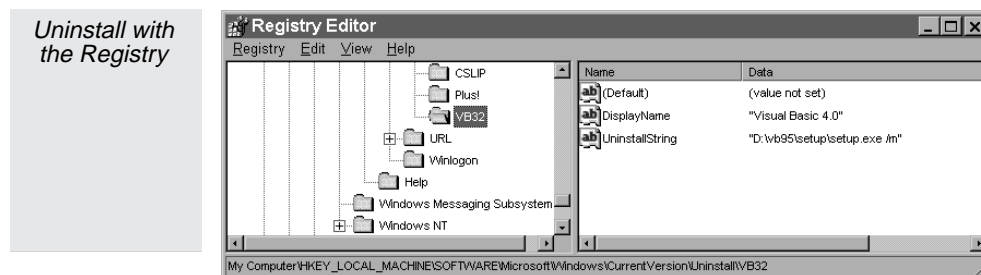 Uninstall with
the Registry
Registry Editor
Registry Edit View Help
CSLIP
Plus!
VB32
URL
Winlogon
Help
Windows Messaging Subsystem
Windows NT
Name Data
(Default) (value not set)
DisplayName "Visual Basic 4.0"
UninstallString "D:\vb95\setup\setup.exe /m"
My Computer\HKEY_LOCAL_MACHINE\SOFTWARE\Microsoft\Windows\CurrentVersion\Uninstall\VB32